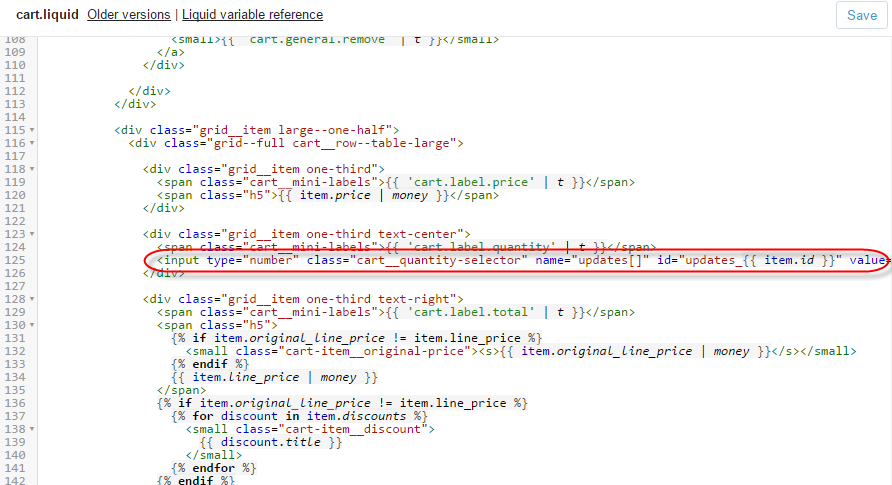 cart.liquid Older versions | Liquid variable reference Save
108 <small>{{ 'cart.general.remove' | t }}</small>
109 </a>
110 </div>
111
112 </div>
113 </div>
114
115 <div class="grid__item large--one-half">
116 <div class="grid--full cart__row--table-large">
117
118 <div class="grid__item one-third">
119 <span class="cart__mini-labels">{{ 'cart.label.price' | t }}</span>
120 <span class="h5">{{ item.price | money }}</span>
121 </div>
122
123 <div class="grid__item one-third text-center">
124 <span class="cart__mini-labels">{{ 'cart.label.quantity' | t }}</span>
125 <input type="number" class="cart__quantity-selector" name="updates[]" id="updates_{{ item.id }}" value=
126 </div>
127
128 <div class="grid__item one-third text-right">
129 <span class="cart__mini-labels">{{ 'cart.label.total' | t }}</span>
130 <span class="h5">
131 {% if item.original_line_price != item.line_price %}
132 <small class="cart-item__original-price"><s>{{ item.original_line_price | money }}</s></small>
133 {% endif %}
134 {{ item.line_price | money }}
135 </span>
136 {% if item.original_line_price != item.line_price %}
137 {% for discount in item.discounts %}
138 <small class="cart-item__discount">
139 {{ discount.title }}
140 </small>
141 {% endfor %}
142 {% endif %}